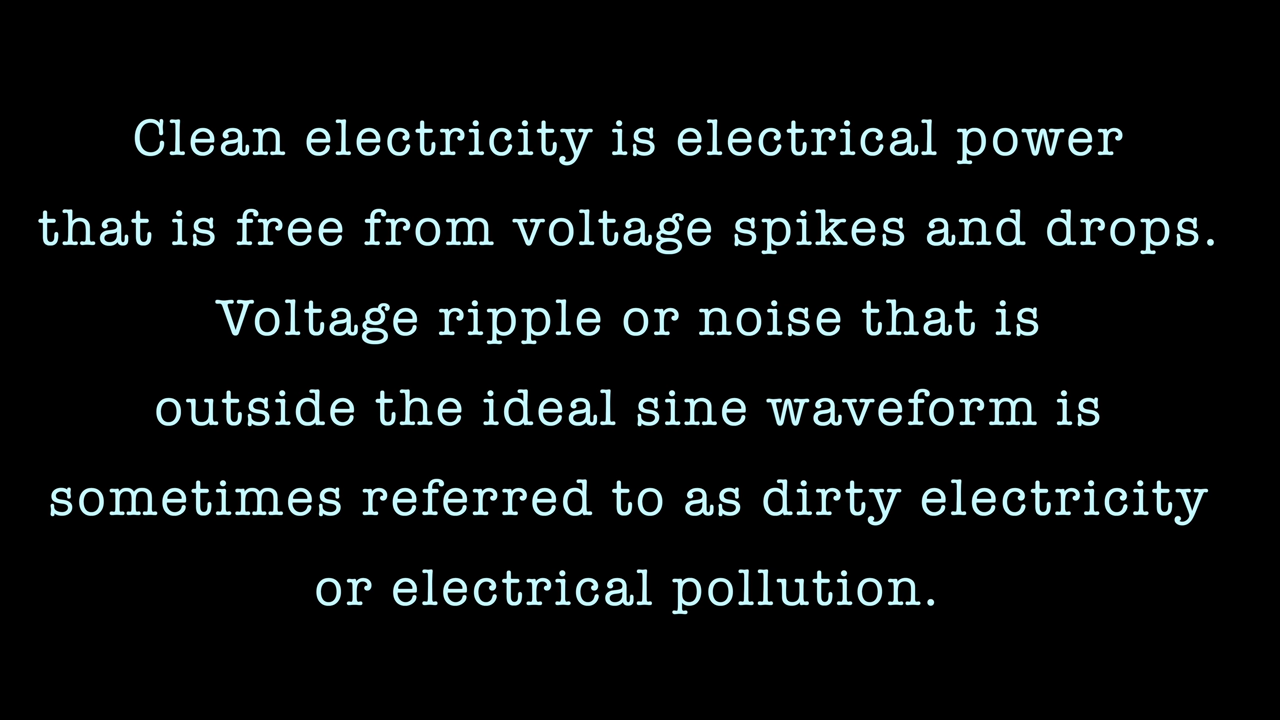 Clean electricity is electrical power
that is free from voltage spikes and drops.
Voltage ripple or noise that is
outside the ideal sine waveform is
sometimes referred to as dirty electricity
or electrical pollution.